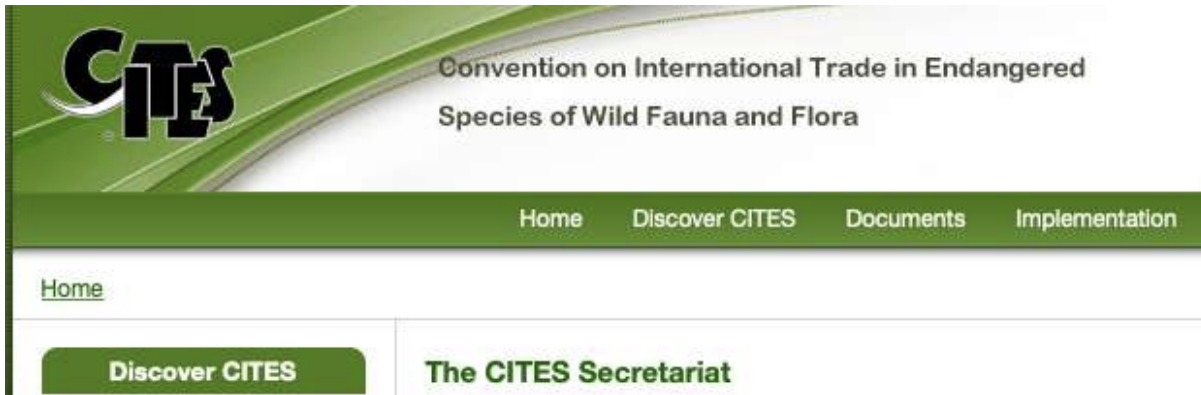 CITES
Convention on International Trade in Endangered
Species of Wild Fauna and Flora
Home Discover CITES Documents Implementation
Home
Discover CITES
The CITES Secretariat